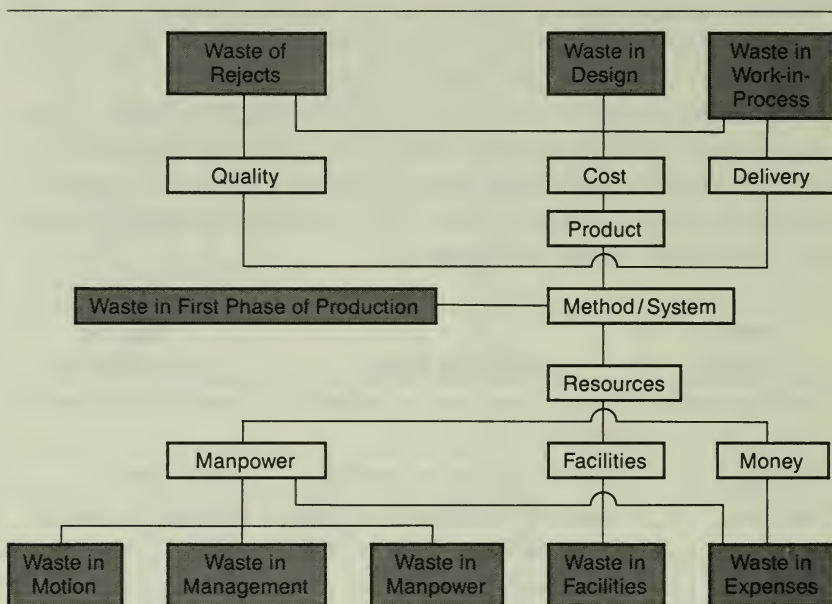 Waste of
Rejects
Waste in
Design
Waste in
Work-in-
Process
Quality
Cost
Delivery
Product
Waste in First Phase of Production
Method/System
Resources
Manpower
Facilities
Money
Waste in
Motion
Waste in
Management
Waste in
Manpower
Waste in
Facilities
Waste in
Expenses